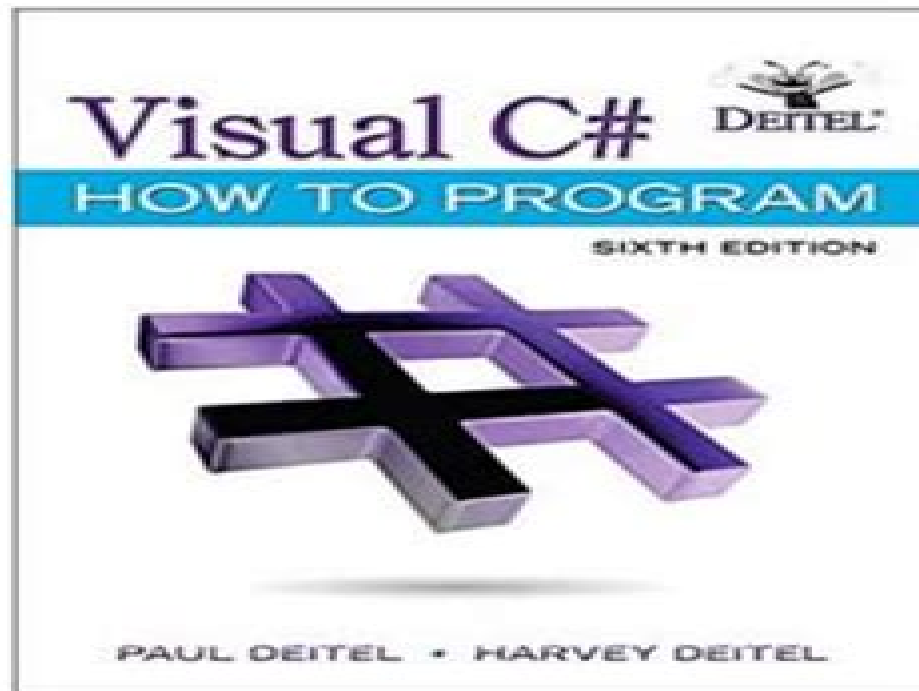 Visual C#
DEITEL®
HOW TO PROGRAM
SIXTH EDITION
PAUL DEITEL • HARVEY DEITEL